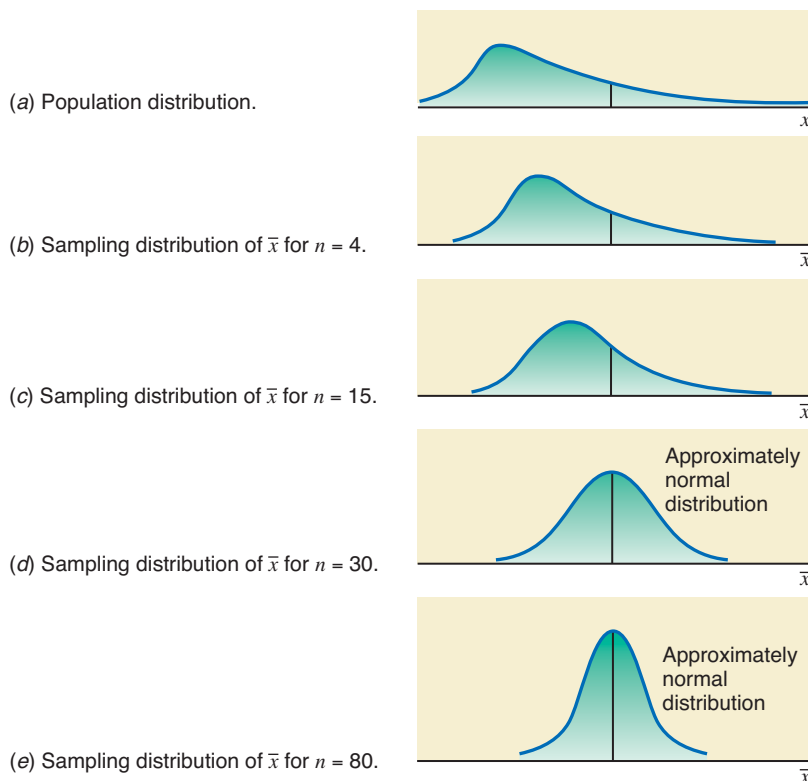 (a) Population distribution.
x
(b) Sampling distribution of x̅ for n = 4.
x̅
(c) Sampling distribution of x̅ for n = 15.
x̅
Approximately
normal
distribution
(d) Sampling distribution of x̅ for n = 30.
x̅
Approximately
normal
distribution
(e) Sampling distribution of x̅ for n = 80.
x̅